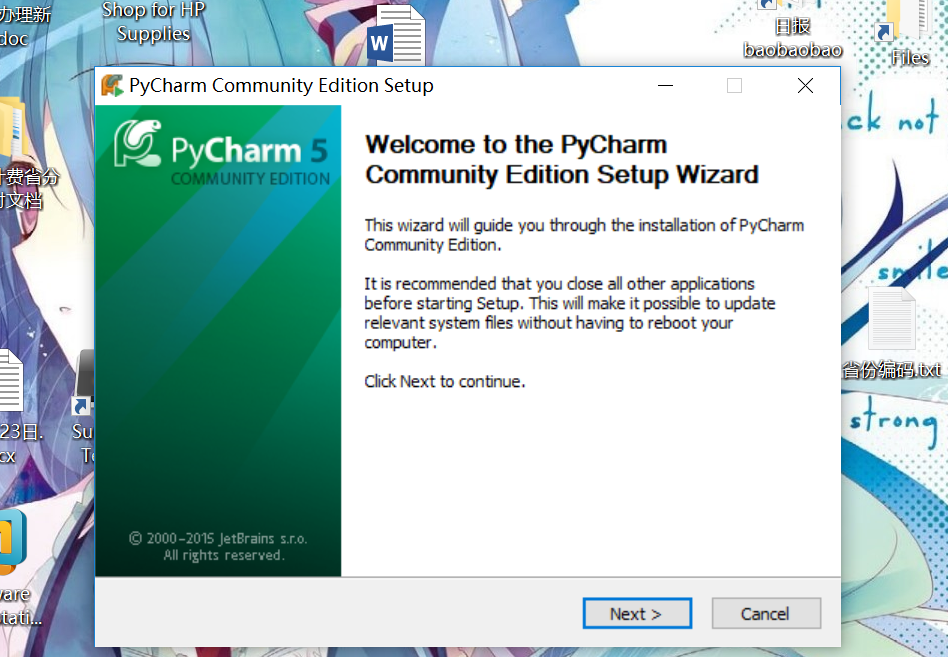 办理新
doc
Shop for HP
Supplies
W
日报
baobaobao
Files
PyCharm Community Edition Setup
PyCharm 5
COMMUNITY EDITION
Welcome to the PyCharm
Community Edition Setup Wizard
This wizard will guide you through the installation of PyCharm
Community Edition.
It is recommended that you close all other applications
before starting Setup. This will make it possible to update
relevant system files without having to reboot your
computer.
Click Next to continue.
© 2000-2015 JetBrains s.r.o.
All rights reserved.
Next >
Cancel
费省分
文档
23日.
cx
Su
ck not
smile
省份编码.txt
strong
ware
stati...